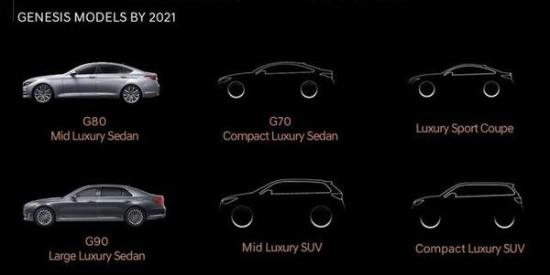 GENESIS MODELS BY 2021
G80
Mid Luxury Sedan
G70
Compact Luxury Sedan
Luxury Sport Coupe
G90
Large Luxury Sedan
Mid Luxury SUV
Compact Luxury SUV